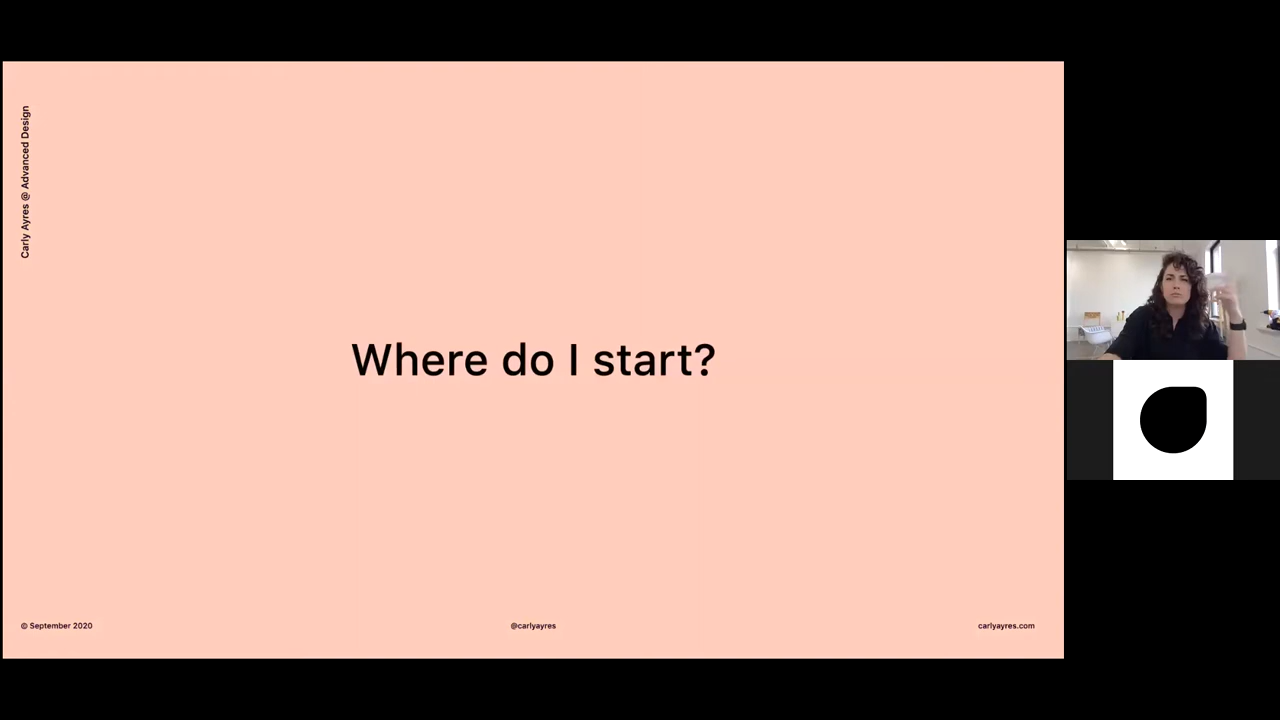 Carly Ayres @ Advanced Design
Where do I start?
© September 2020
@carlyayres
carlyayres.com